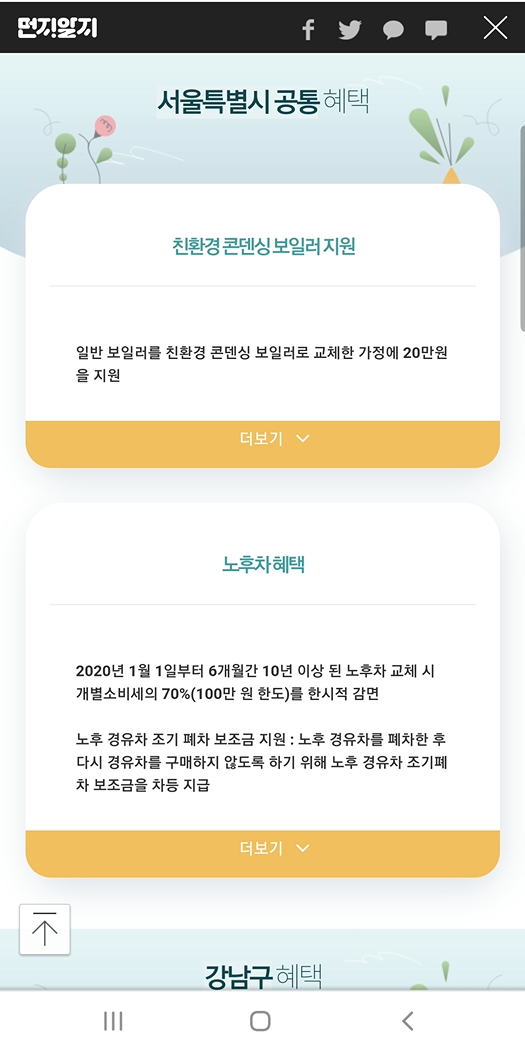 먼지알지
서울특별시 공통 혜택
친환경 콘덴싱 보일러 지원
일반 보일러를 친환경 콘덴싱 보일러로 교체한 가정에 20만원
을 지원
더보기
노후차 혜택
2020년 1월 1일부터 6개월간 10년 이상 된 노후차 교체 시
개별소비세의 70%(100만 원 한도)를 한시적 감면
노후 경유차 조기 폐차 보조금 지원 : 노후 경유차를 폐차한 후
다시 경유차를 구매하지 않도록 하기 위해 노후 경유차 조기폐
차 보조금을 차등 지급
더보기
강남구 혜택